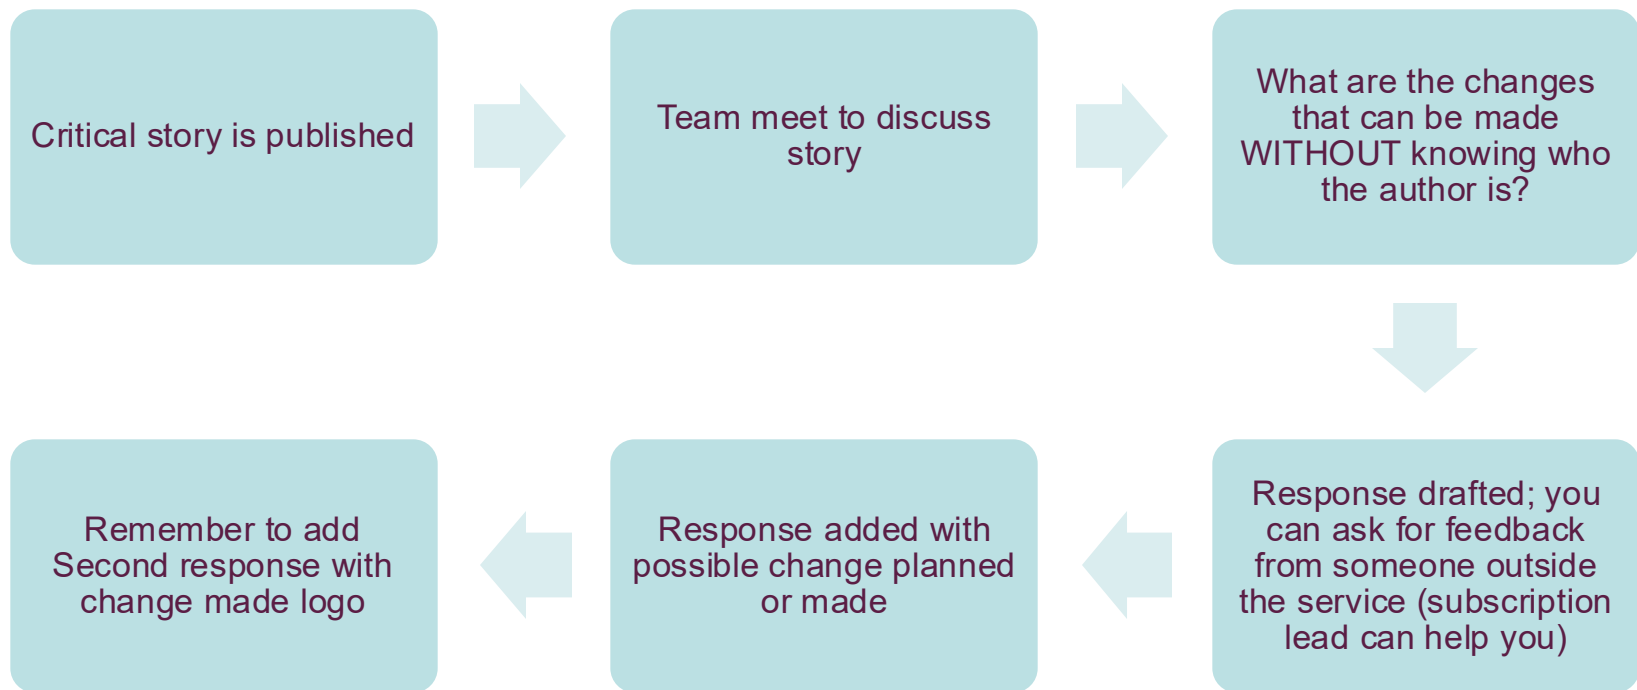 Critical story is published
Team meet to discuss
story
What are the changes
that can be made
WITHOUT knowing who
the author is?
Response drafted; you
can ask for feedback
from someone outside
the service (subscription
lead can help you)
Response added with
possible change planned
or made
Remember to add
Second response with
change made logo